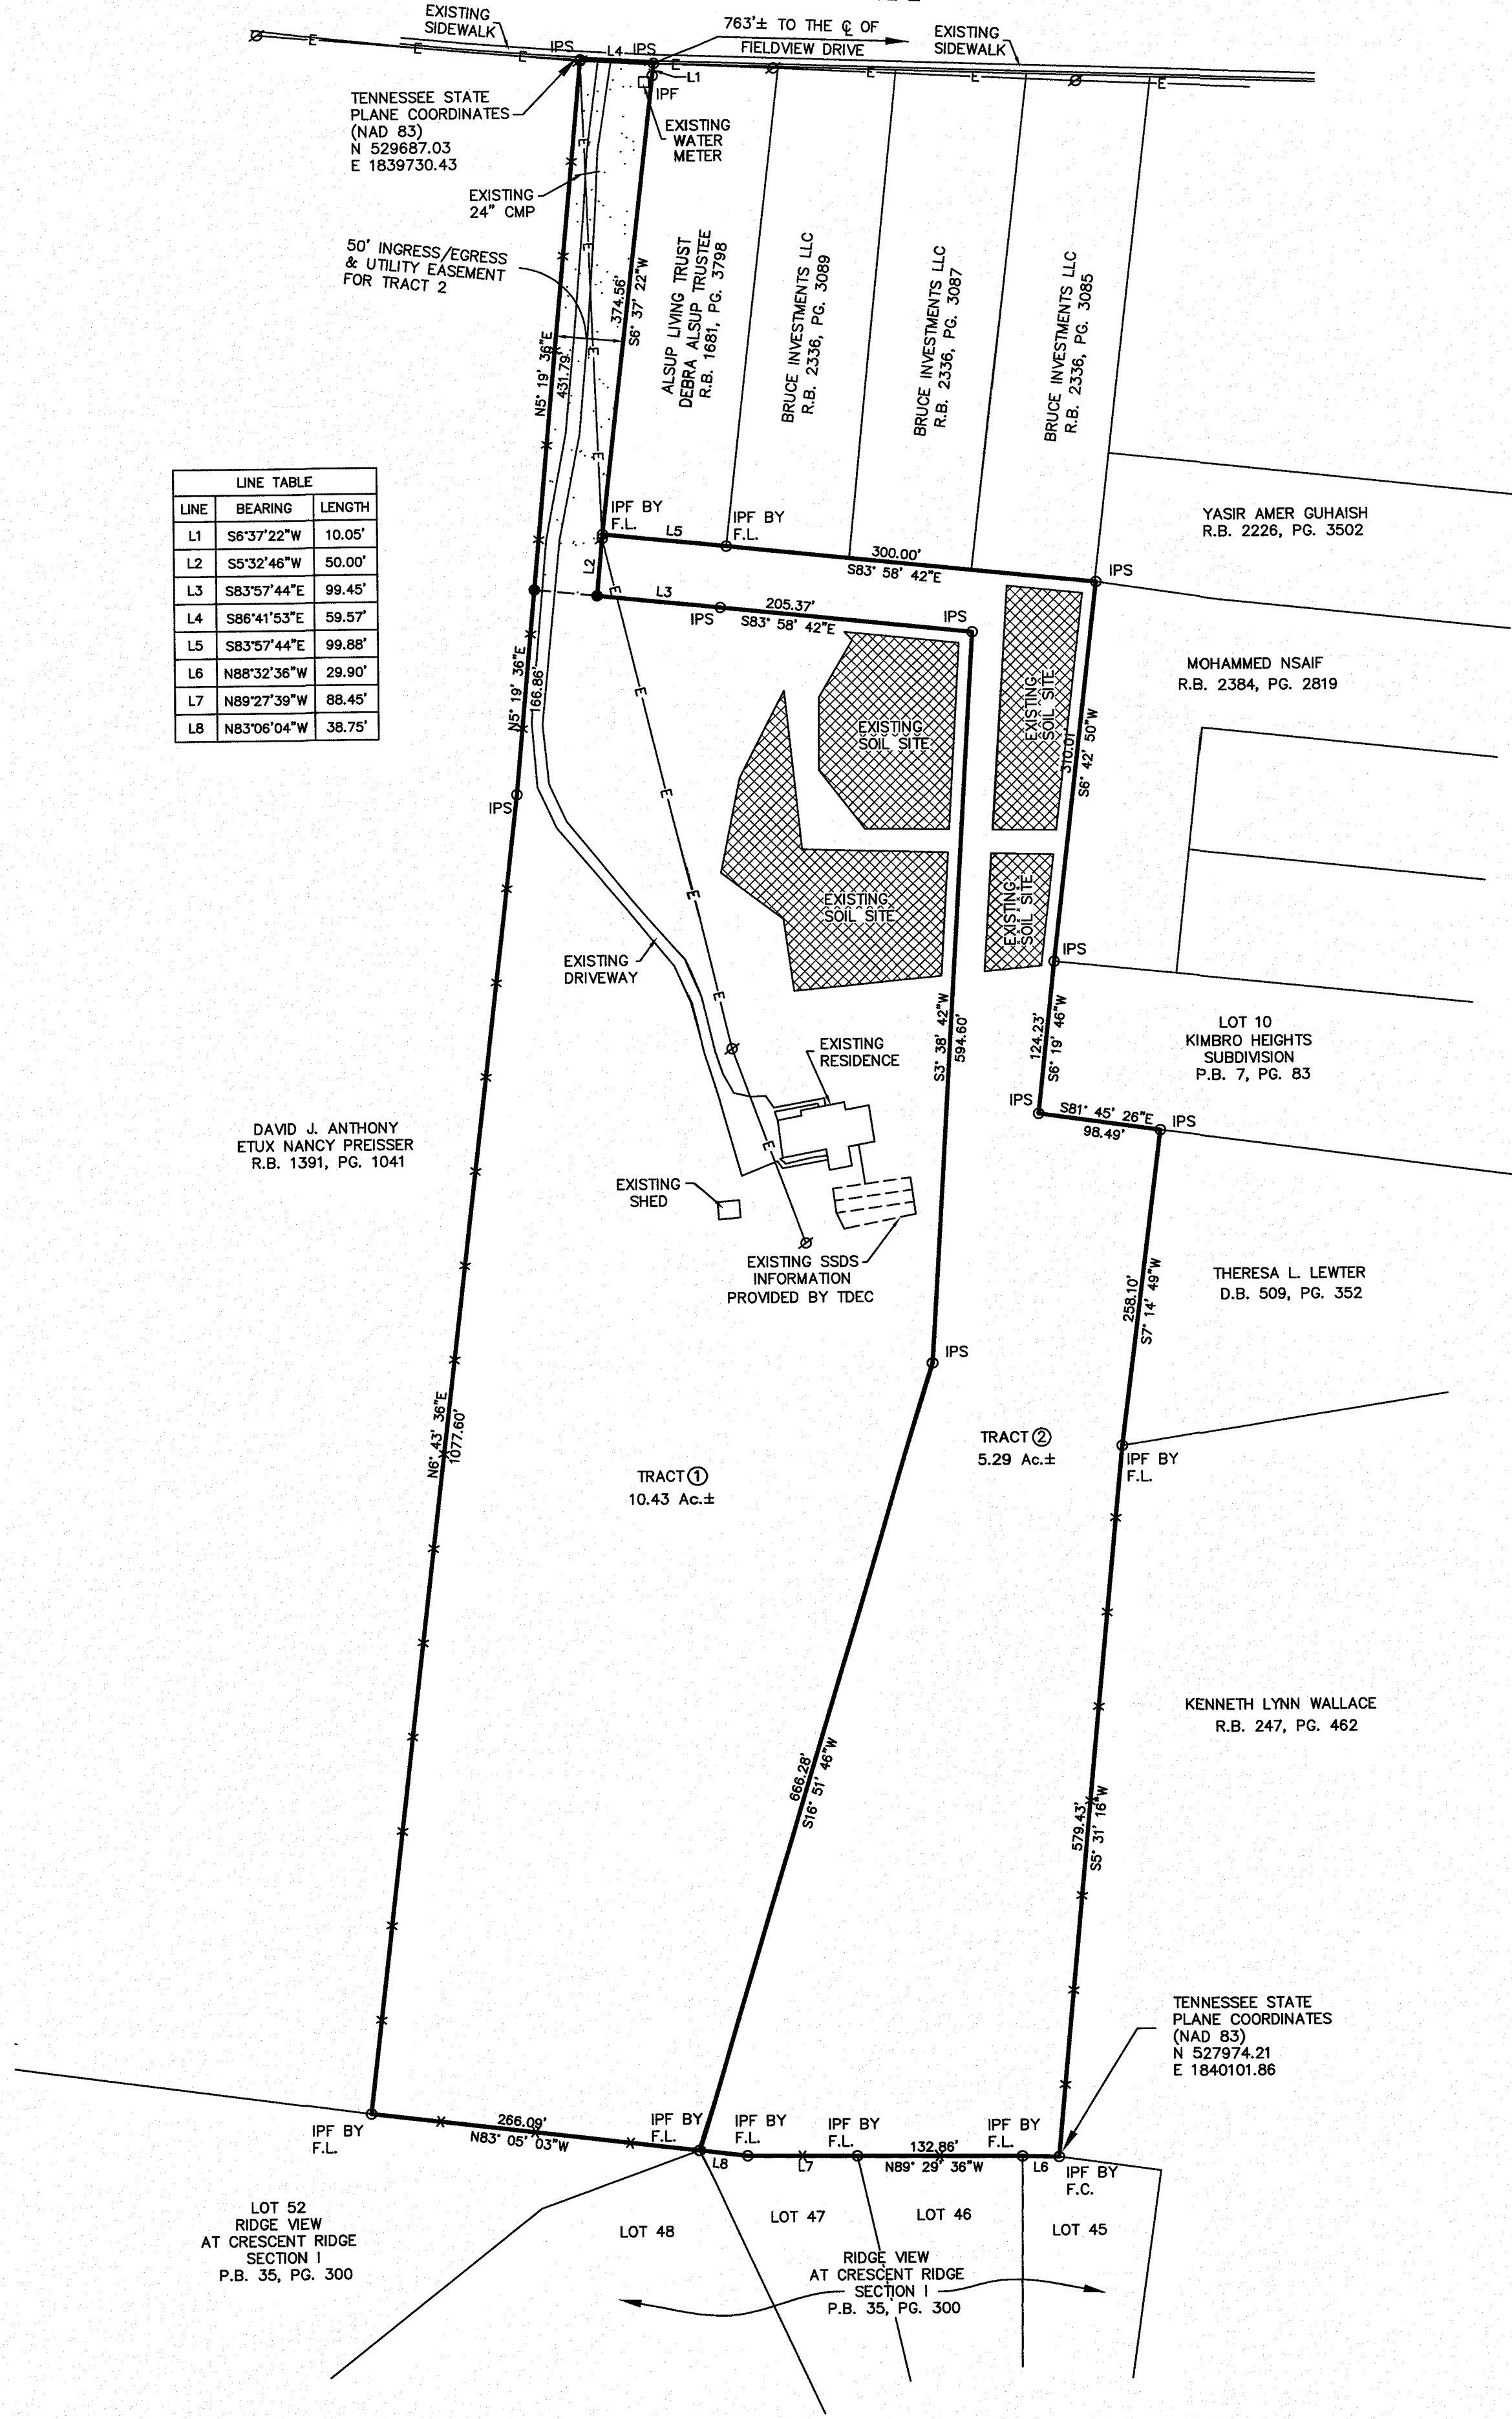 EXISTING
SIDEWALK
763'± TO THE ℄ OF
FIELDVIEW DRIVE
EXISTING
SIDEWALK
IPS
L4
IPS
E
E
E
E
E
E
L1
IPF
TENNESSEE STATE
PLANE COORDINATES
(NAD 83)
N 529687.03
E 1839730.43
EXISTING
WATER
METER
EXISTING
24" CMP
50' INGRESS/EGRESS
& UTILITY EASEMENT
FOR TRACT 2
N5° 19' 36"E
431.79'
374.56'
S6° 37' 22"W
E
E
E
E
ALSUP LIVING TRUST
DEBRA ALSUP TRUSTEE
R.B. 1681, PG. 3798
BRUCE INVESTMENTS LLC
R.B. 2336, PG. 3089
BRUCE INVESTMENTS LLC
R.B. 2336, PG. 3087
BRUCE INVESTMENTS LLC
R.B. 2336, PG. 3085
LINE TABLE
LINE BEARING LENGTH
L1 S6°37'22"W 10.05'
L2 S5°32'46"W 50.00'
L3 S83°57'44"E 99.45'
L4 S86°41'53"E 59.57'
L5 S83°57'44"E 99.88'
L6 N88°32'36"W 29.90'
L7 N89°27'39"W 88.45'
L8 N83°06'04"W 38.75'
YASIR AMER GUHAISH
R.B. 2226, PG. 3502
IPF BY
F.L.
L5
IPF BY
F.L.
300.00'
S83° 58' 42"E
IPS
L2
E
L3
IPS
205.37'
S83° 58' 42"E
IPS
MOHAMMED NSAIF
R.B. 2384, PG. 2819
N5° 19' 36"E
166.86'
E
E
E
E
IPS
EXISTING
SOIL SITE
EXISTING
SOIL SITE
310.01'
S6° 42' 50"W
EXISTING
SOIL SITE
EXISTING
SOIL SITE
IPS
EXISTING
DRIVEWAY
S3° 38' 42"W
594.60'
124.23'
S6° 19' 46"W
LOT 10
KIMBRO HEIGHTS
SUBDIVISION
P.B. 7, PG. 83
EXISTING
RESIDENCE
E
IPS
S81° 45' 26"E
98.49'
IPS
DAVID J. ANTHONY
ETUX NANCY PREISSER
R.B. 1391, PG. 1041
EXISTING
SHED
EXISTING SSDS
INFORMATION
PROVIDED BY TDEC
THERESA L. LEWTER
D.B. 509, PG. 352
258.10'
S7° 14' 49"W
IPS
N6° 43' 36"E
1077.60'
TRACT 2
5.29 Ac.±
IPF BY
F.L.
TRACT 1
10.43 Ac.±
KENNETH LYNN WALLACE
R.B. 247, PG. 462
666.28'
S16° 51' 46"W
579.43'
S5° 31' 16"W
TENNESSEE STATE
PLANE COORDINATES
(NAD 83)
N 527974.21
E 1840101.86
IPF BY
F.L.
266.09'
N83° 05' 03"W
IPF BY
F.L.
L8
IPF BY
F.L.
L7
IPF BY
F.L.
132.86'
N89° 29' 36"W
IPF BY
F.L.
L6
IPF BY
F.C.
LOT 52
RIDGE VIEW
AT CRESCENT RIDGE
SECTION I
P.B. 35, PG. 300
LOT 48
LOT 47
LOT 46
LOT 45
RIDGE VIEW
AT CRESCENT RIDGE
SECTION I
P.B. 35, PG. 300